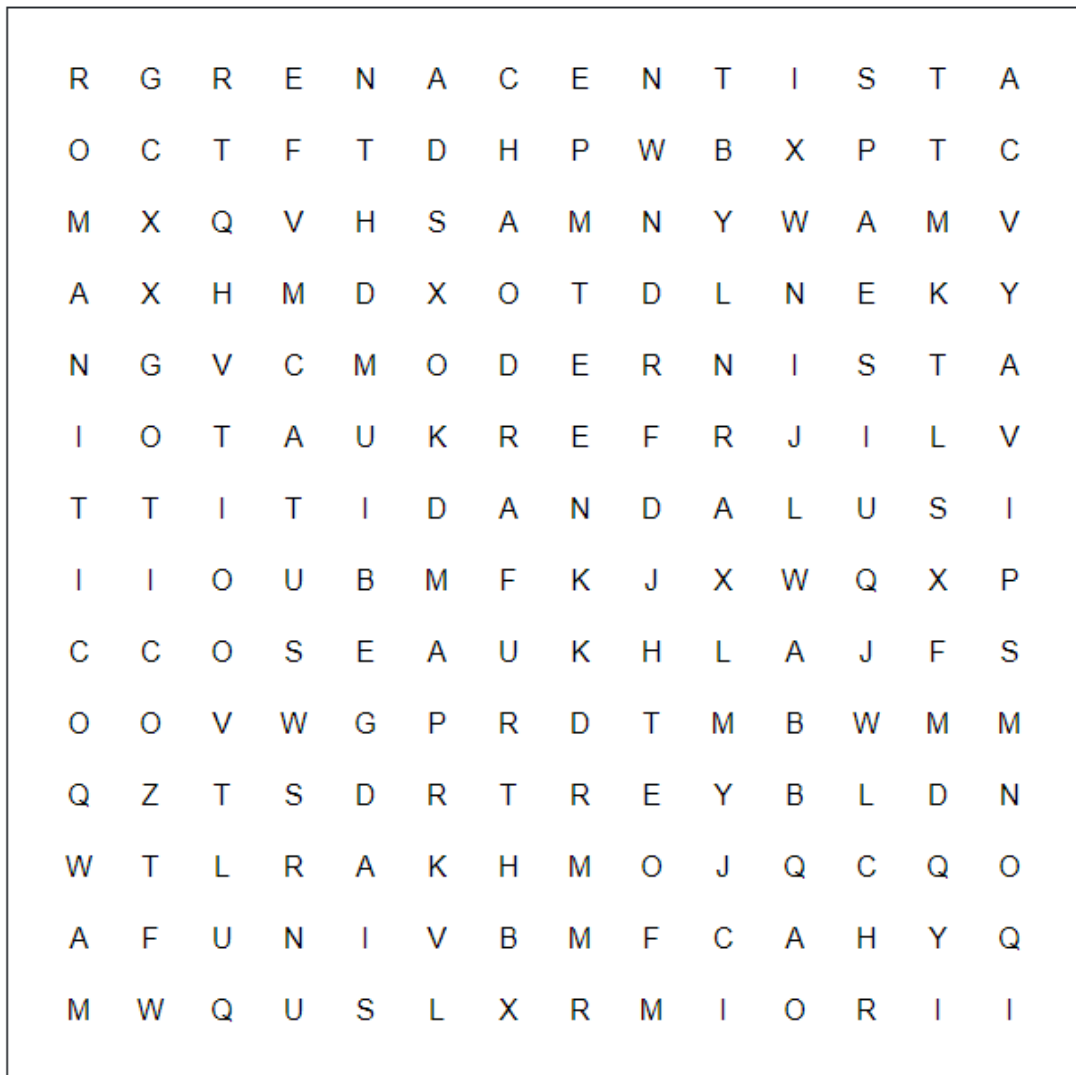 R G R E N A C E N T I S T A
O C T F T D H P W B X P T C
M X Q V H S A M N Y W A M V
A X H M D X O T D L N E K Y
N G V C M O D E R N I S T A
I O T A U K R E F R J I L V
T T I T I D A N D A L U S I
I I O U B M F K J X W Q X P
C C O S E A U K H L A J F S
O O V W G P R D T M B W M M
Q Z T S D R T R E Y B L D N
W T L R A K H M O J Q C Q O
A F U N I V B M F C A H Y Q
M W Q U S L X R M I O R I I